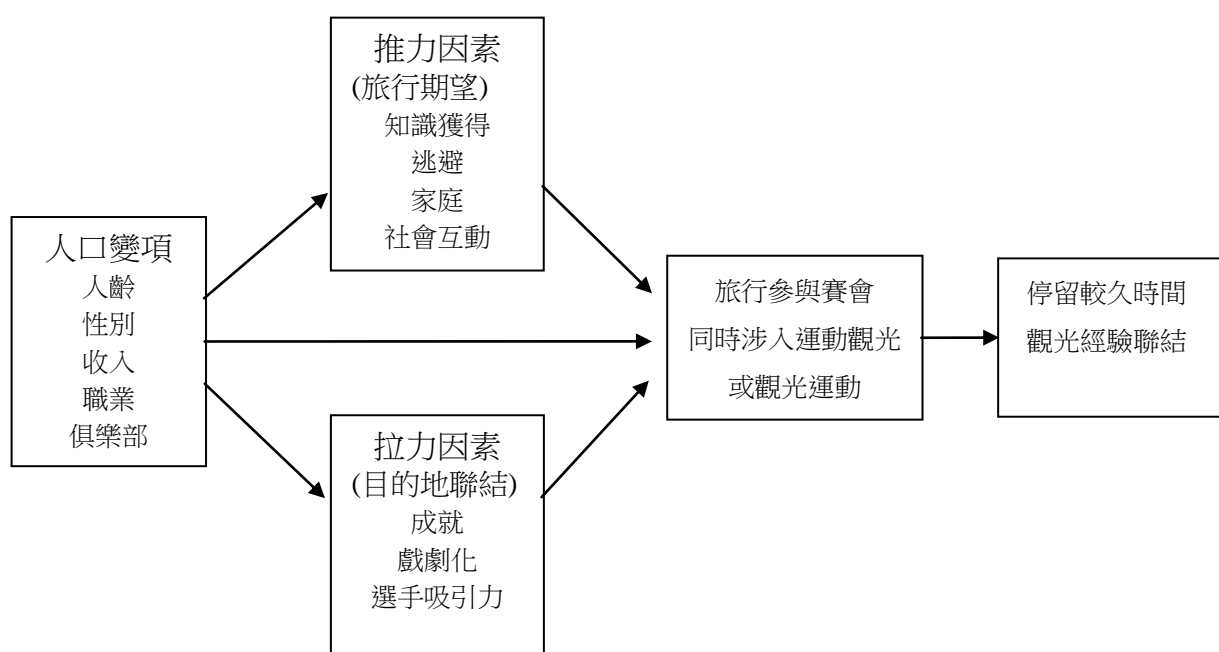 推力因素
(旅行期望)
知識獲得
逃避
家庭
社會互動
人口變項
人齡
性別
收入
職業
俱樂部
旅行參與賽會
同時涉入運動觀光
或觀光運動
停留較久時間
觀光經驗聯結
拉力因素
(目的地聯結)
成就
戲劇化
選手吸引力